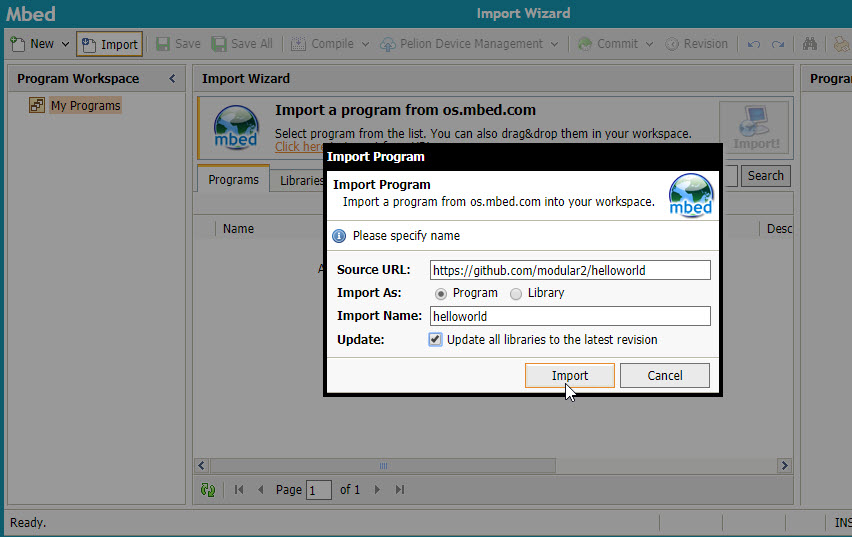 Mbed
Import Wizard
New Import Save Save All Compile Pelion Device Management Commit Revision
Program Workspace
My Programs
Import Wizard
Import a program from os.mbed.com
Select program from the list. You can also drag&drop them in your workspace.
Click here
mbed
Import!
Programs Libraries
Search
Name Desc
Import Program
Import Program
Import a program from os.mbed.com into your workspace.
mbed
Please specify name
Source URL: https://github.com/modular2/helloworld
Import As: Program Library
Import Name: helloworld
Update: Update all libraries to the latest revision
Import Cancel
Page 1 of 1
Ready.
INS